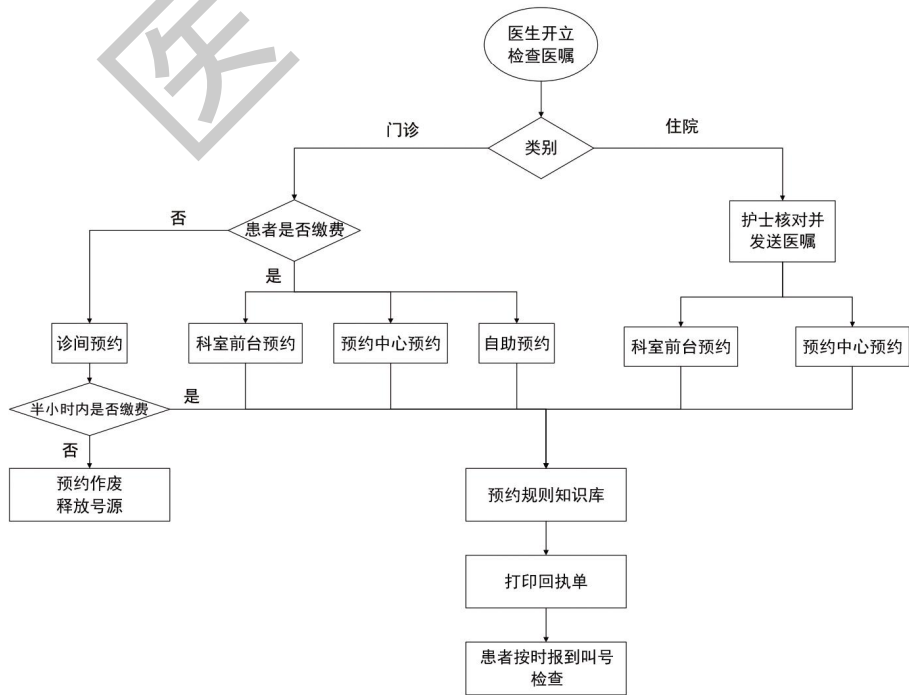 医
医生开立
检查医嘱
门诊
住院
类别
否
患者是否缴费
护士核对并
发送医嘱
是
诊间预约
科室前台预约
预约中心预约
自助预约
科室前台预约
预约中心预约
半小时内是否缴费
是
否
预约作废
释放号源
预约规则知识库
打印回执单
患者按时报到叫号
检查